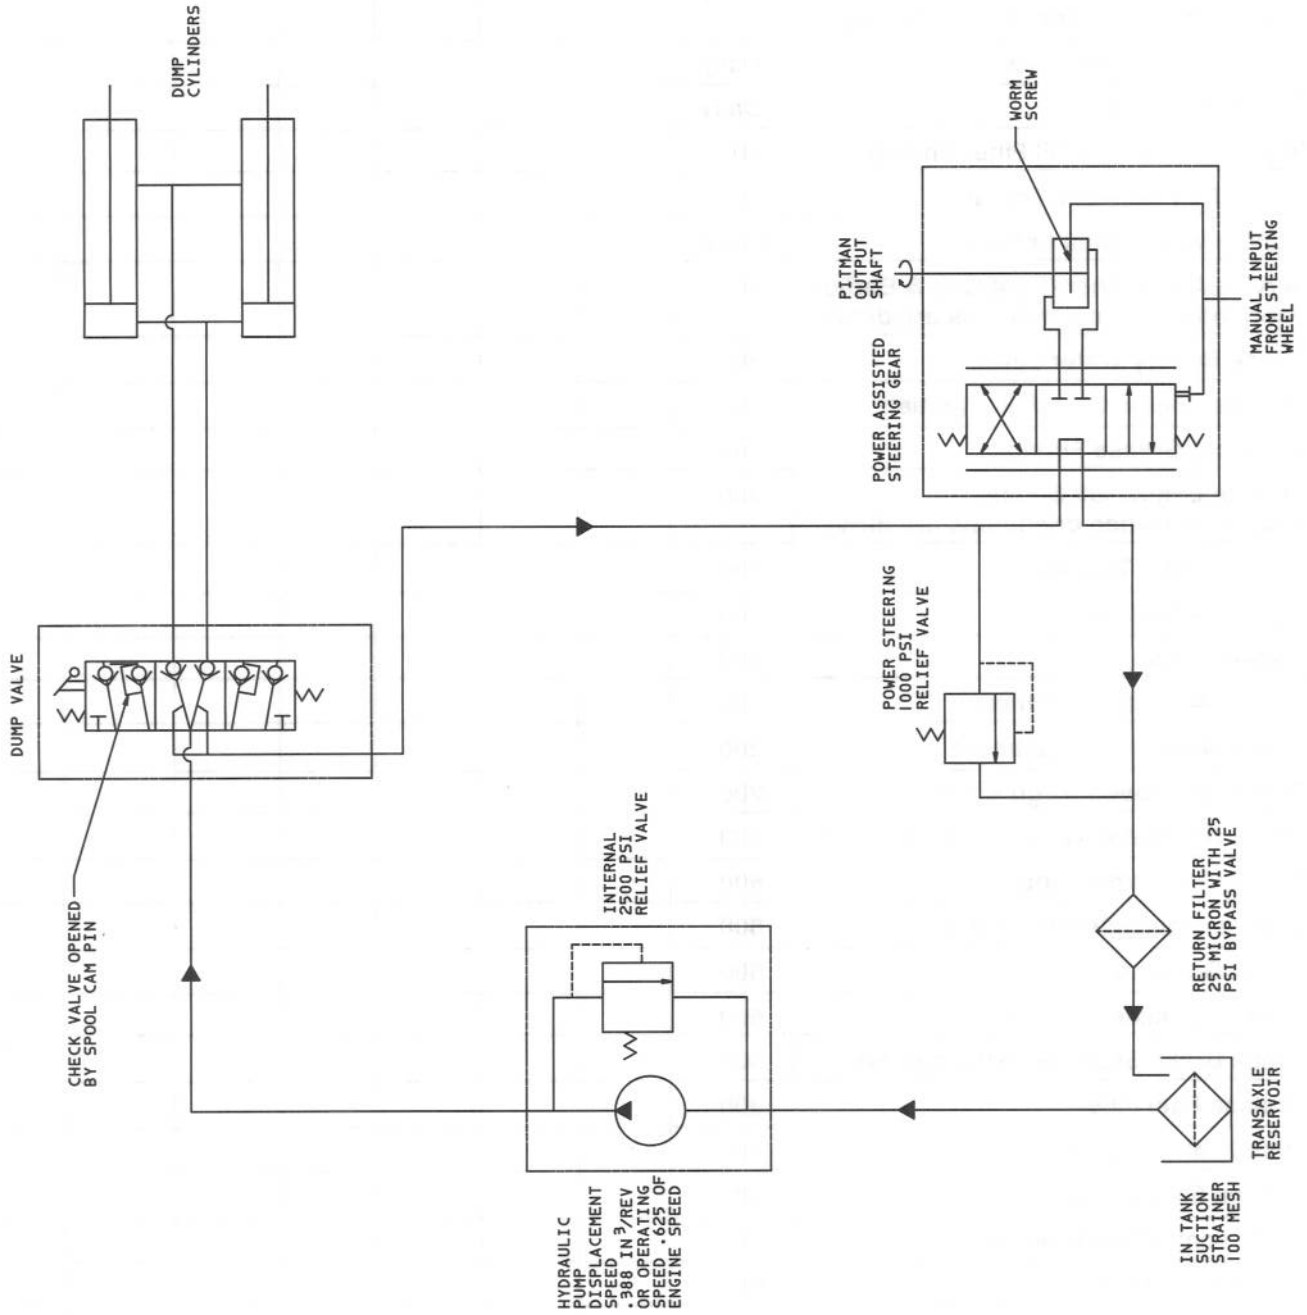 DUMP
CYLINDERS
DUMP VALVE
CHECK VALVE OPENED
BY SPOOL CAM PIN
WORM
SCREW
PITMAN
OUTPUT
SHAFT
MANUAL INPUT
FROM STEERING
WHEEL
POWER ASSISTED
STEERING GEAR
POWER STEERING
1000 PSI
RELIEF VALVE
INTERNAL
2500 PSI
RELIEF VALVE
RETURN FILTER
25 MICRON WITH 25
PSI BYPASS VALVE
HYDRAULIC
PUMP
DISPLACEMENT
SPEED
.388 IN³/REV
OR OPERATING
SPEED .625 OF
ENGINE SPEED
TRANSAXLE
RESERVOIR
IN TANK
SUCTION
STRAINER
100 MESH